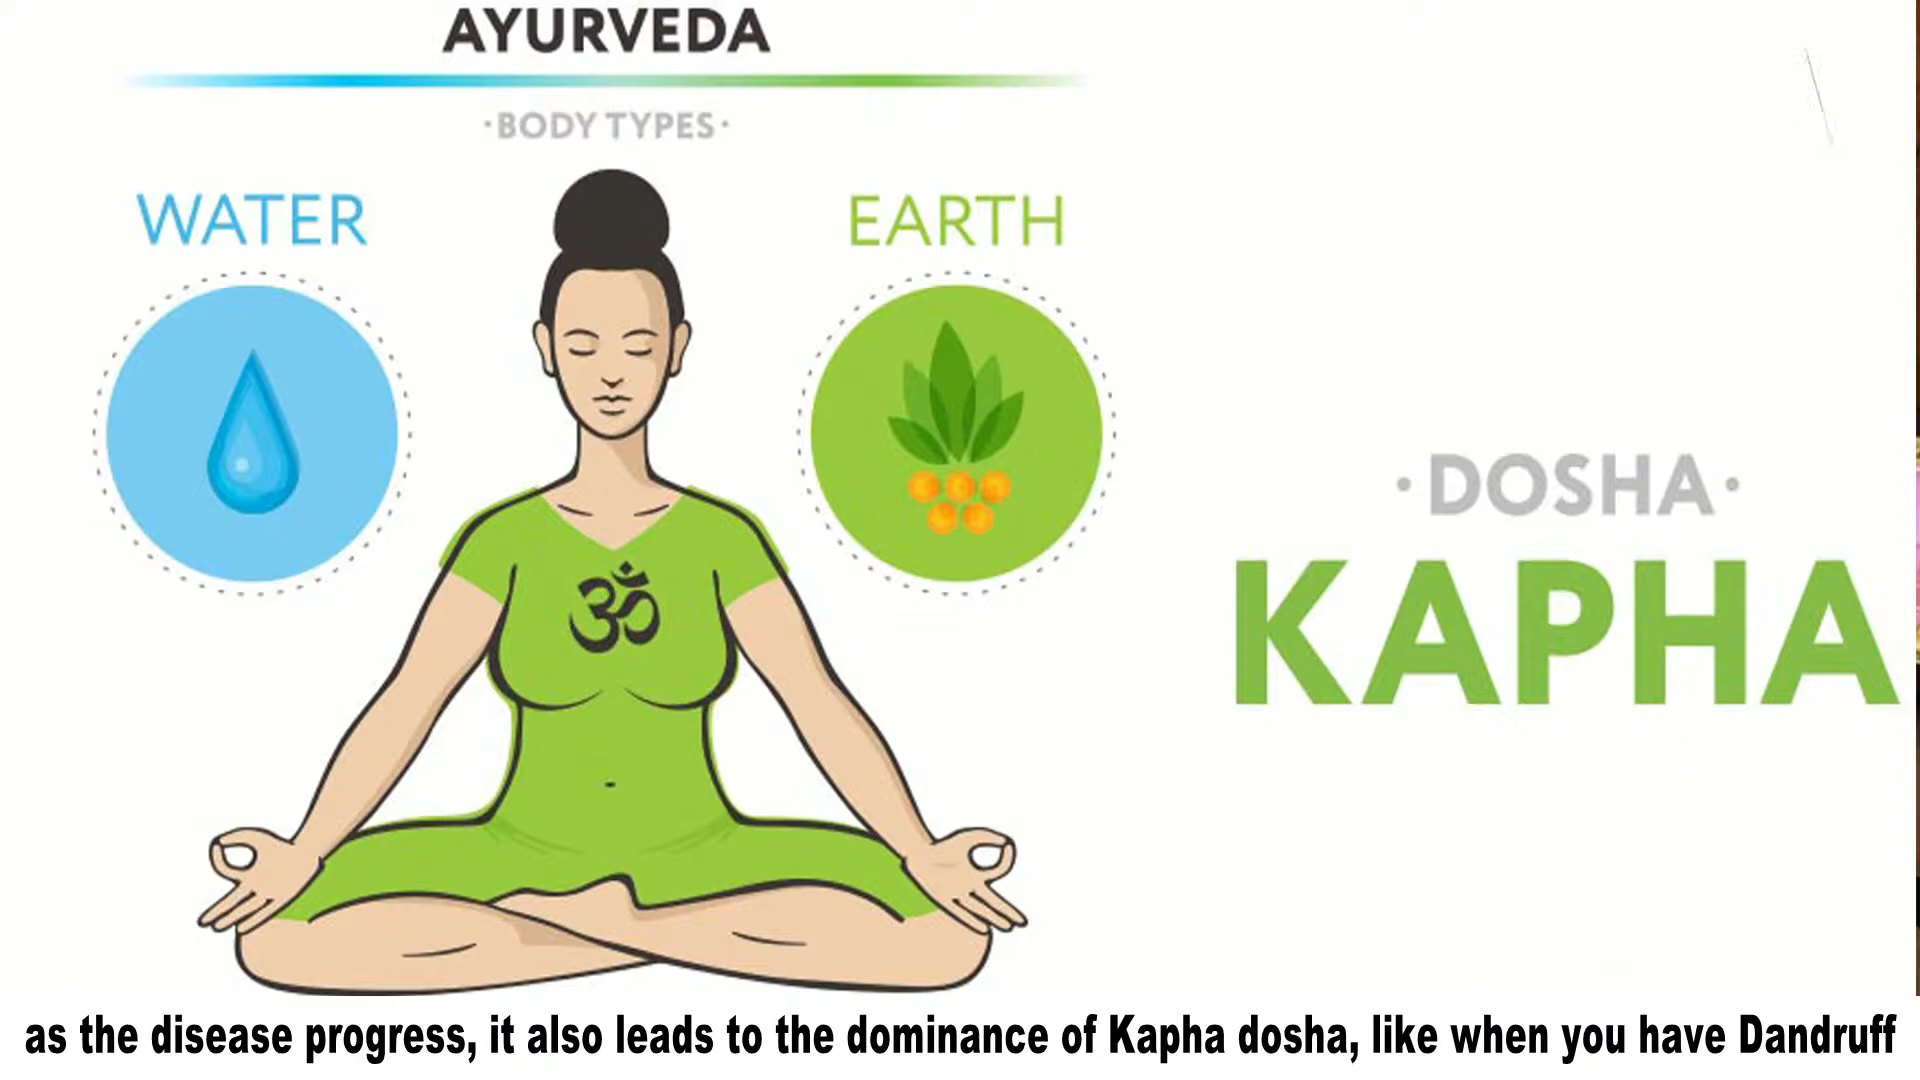 AYURVEDA
·BODY TYPES·
WATER
EARTH
ॐ
·DOSHA·
KAPHA
as the disease progress, it also leads to the dominance of Kapha dosha, like when you have Dandruff